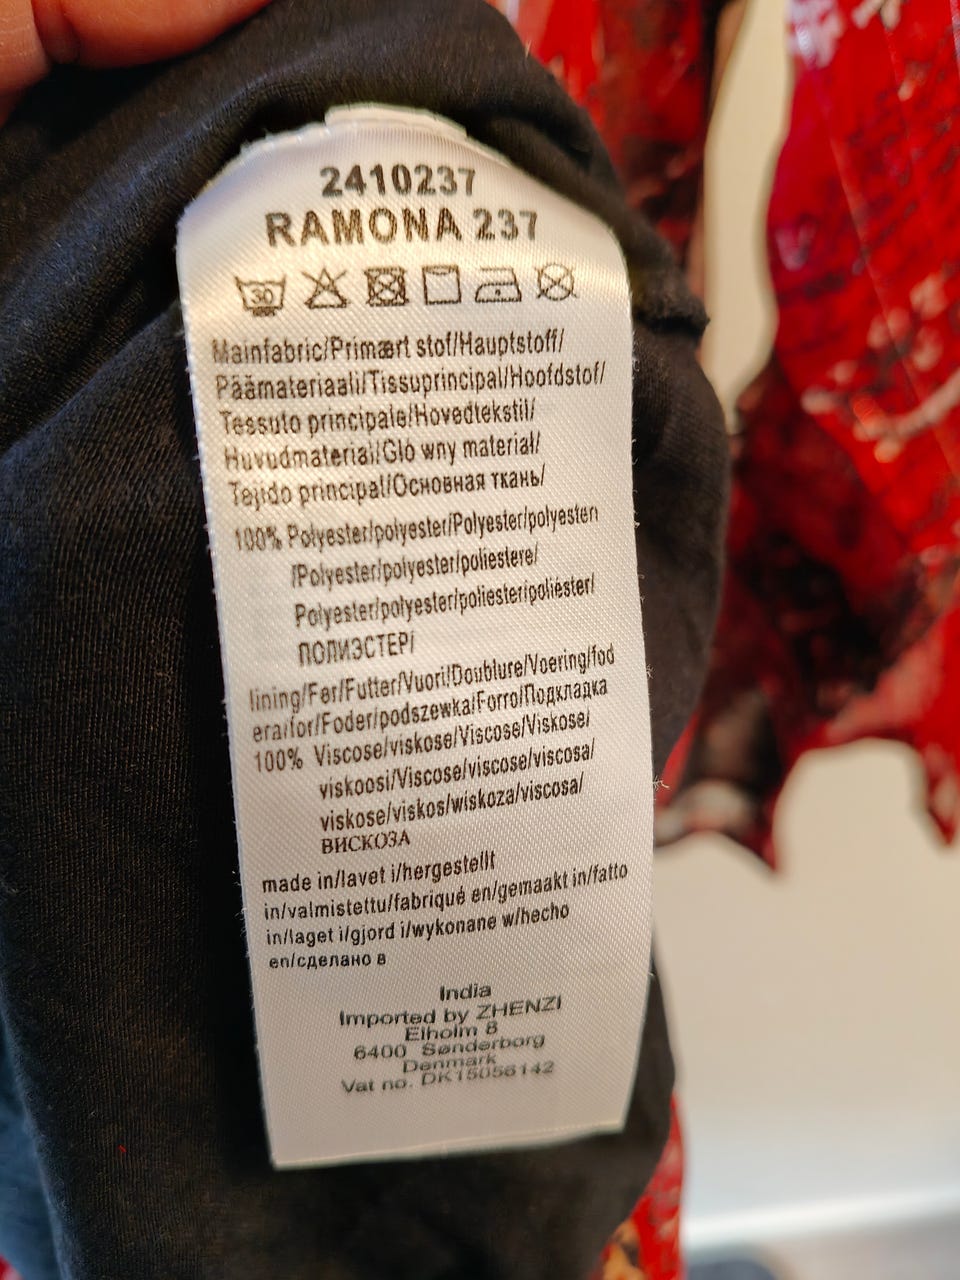 2410237
RAMONA 237
30
Mainfabric/Primært stof/Hauptstoff/
Päämateriaali/Tissuprincipal/Hoofdstof/
Tessuto principale/Hovedtekstil/
Huvudmaterial/Glò wny materiał/
Tejido principal/Основная ткань/
100% Polyester/polyester/Polyester/polyesteri
/Polyester/polyester/poliestere/
Polyester/polyester/poliester/poliéster/
ПОЛИЭСТЕР/
lining/Før/Futter/Vuori/Doublure/Voering/fod
era/for/Foder/podszewka/Forro/Подкладка
100% Viscose/viskose/Viscose/Viskose/
viskoosi/Viscose/viscose/viscosa/
viskose/viskos/wiskoza/viscosa/
ВИСКОЗА
made in/lavet i/hergestellt
in/valmistettu/fabriqué en/gemaakt in/fatto
in/laget i/gjord i/wykonane w/hecho
en/сделано в
India
Imported by ZHENZI
Elholm 8
6400 Sønderborg
Denmark
Vat no. DK15056142